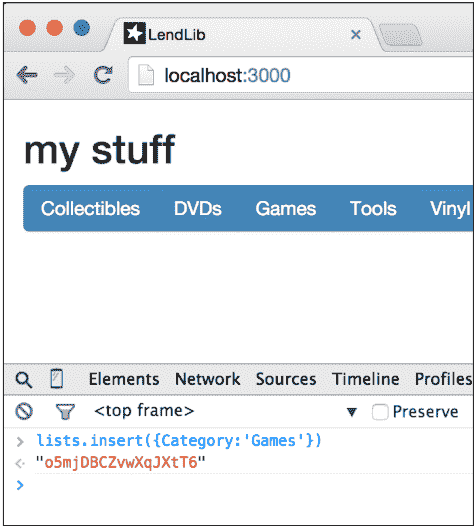 LendLib
localhost:3000
my stuff
Collectibles DVDs Games Tools Vinyl
Elements Network Sources Timeline Profiles
<top frame> Preserve
lists.insert({Category:'Games'})
"o5mjDBCZvwXqJXtT6"